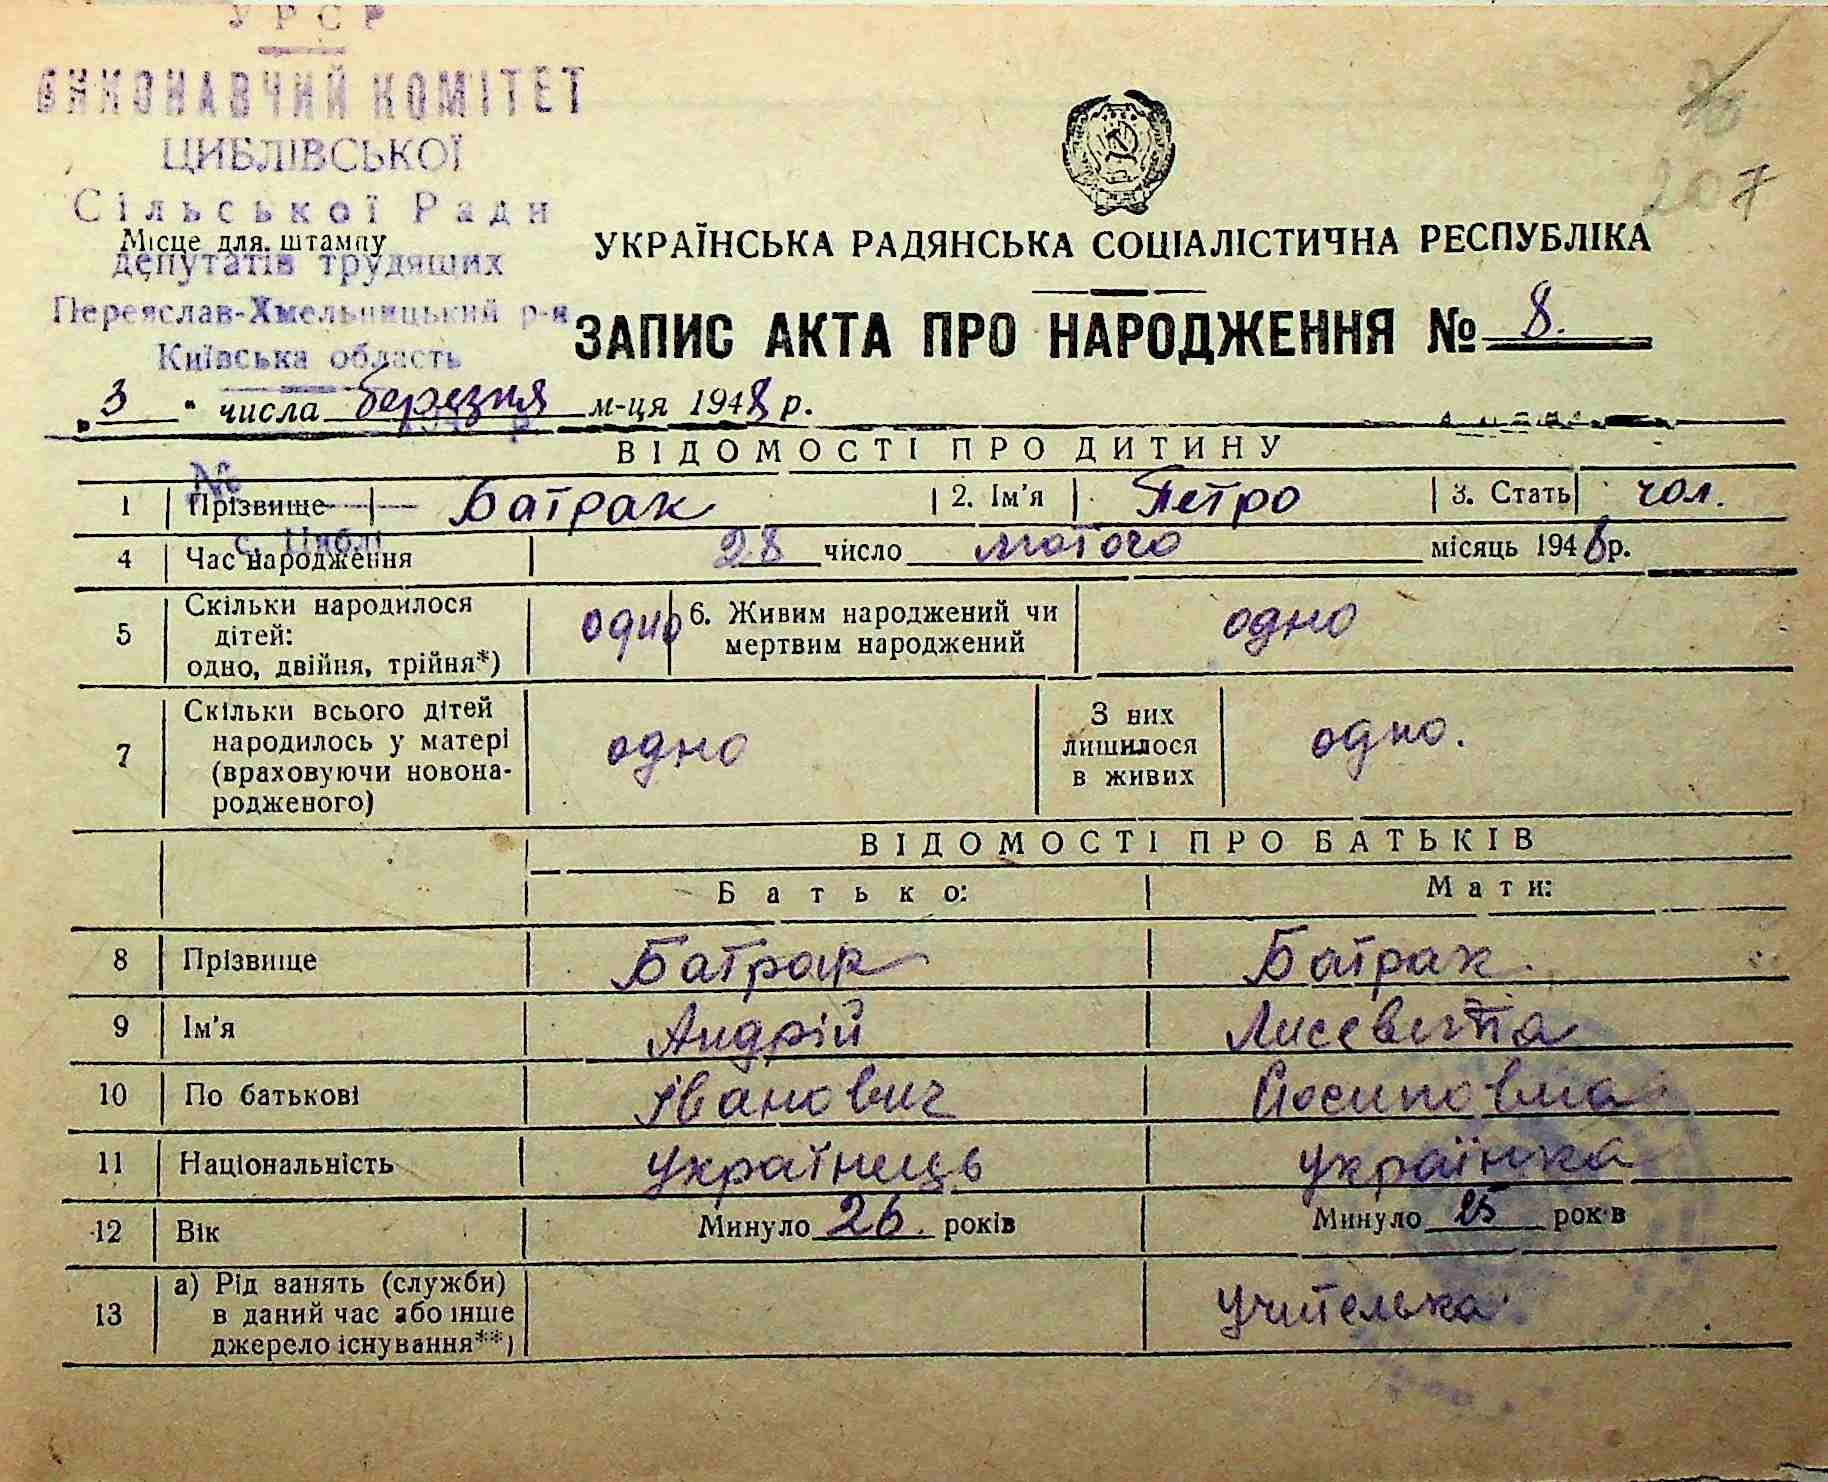 УРСР
ВИКОНАВЧИЙ КОМІТЕТ
ЦИБЛІВСЬКОЇ
Сільської Ради
Місце для штампу
депутатів трудящих
Переяслав-Хмельницький р-н
Київська область
207
УКРАЇНСЬКА РАДЯНСЬКА СОЦІАЛІСТИЧНА РЕСПУБЛІКА
ЗАПИС АКТА ПРО НАРОДЖЕННЯ № 8.
„ 3 " числа березня м-ця 1948 р.
ВІДОМОСТІ ПРО ДИТИНУ
№
1 Прізвище Батрак 2. Ім'я Петро 3. Стать чол.
с. Циблі
4 Час народження 28 число лютого місяць 1948 р.
5 Скільки народилося дітей: одно, двійня, трійня*) одно 6. Живим народжений чи мертвим народжений одно
7 Скільки всього дітей народилось у матері (враховуючи новонародженого) одно З них лишилося в живих одно.
ВІДОМОСТІ ПРО БАТЬКІВ
Батько: Мати:
8 Прізвище Батрак Батрак.
9 Ім'я Андрій Лисевита
10 По батькові Іванович Йосиповна
11 Національність українець українка
12 Вік Минуло 26. років Минуло 25 років
13 а) Рід занять (служби) в даний час або інше джерело існування**) Учителька